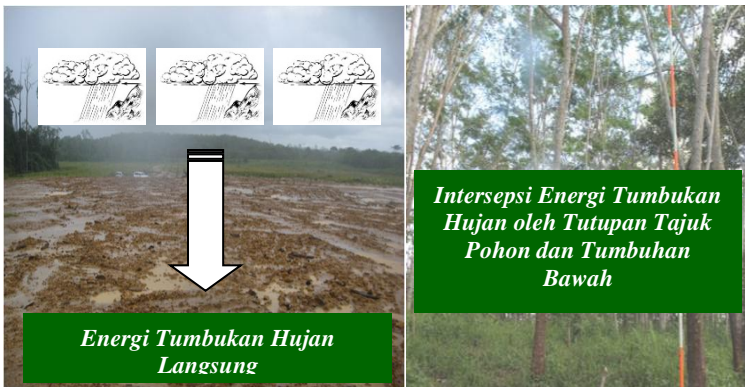 Energi Tumbukan Hujan
Langsung
Intersepsi Energi Tumbukan
Hujan oleh Tutupan Tajuk
Pohon dan Tumbuhan
Bawah